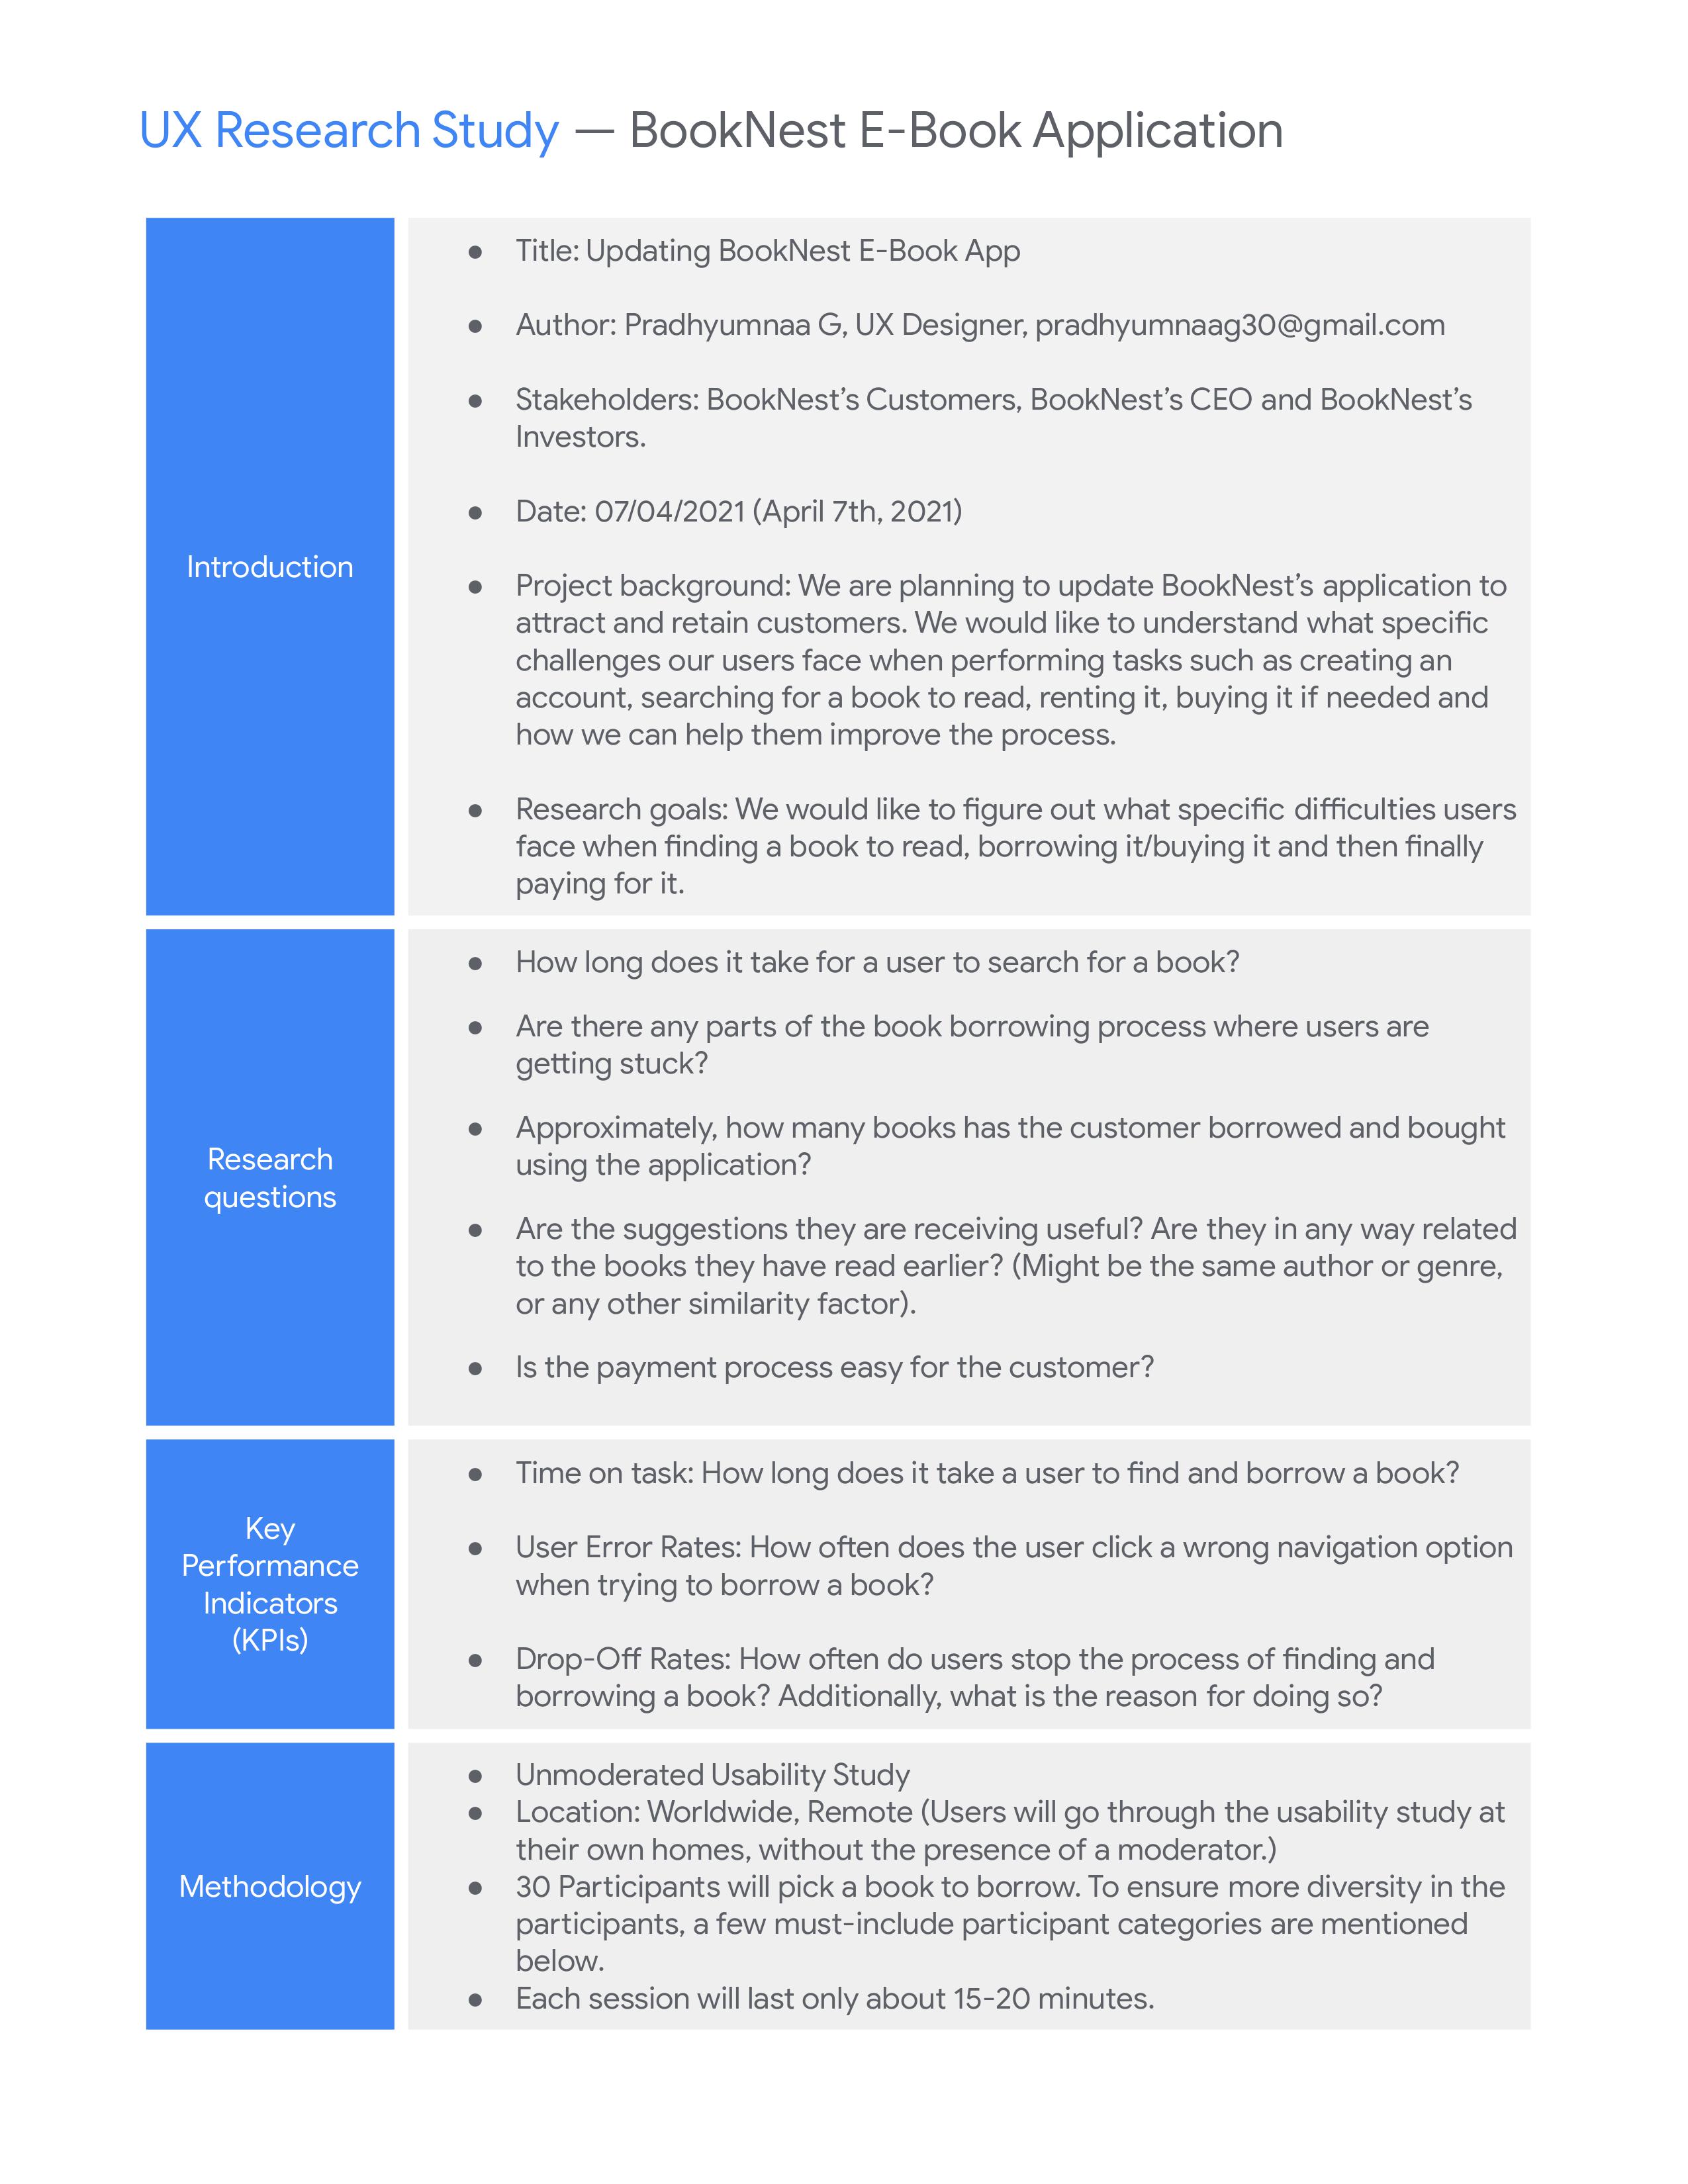 UX Research Study — BookNest E-Book Application
Introduction
● Title: Updating BookNest E-Book App
● Author: Pradhyumnaa G, UX Designer, pradhyumnaag30@gmail.com
● Stakeholders: BookNest’s Customers, BookNest’s CEO and BookNest’s
Investors.
● Date: 07/04/2021 (April 7th, 2021)
● Project background: We are planning to update BookNest’s application to
attract and retain customers. We would like to understand what specific
challenges our users face when performing tasks such as creating an
account, searching for a book to read, renting it, buying it if needed and
how we can help them improve the process.
● Research goals: We would like to figure out what specific difficulties users
face when finding a book to read, borrowing it/buying it and then finally
paying for it.
Research
questions
● How long does it take for a user to search for a book?
● Are there any parts of the book borrowing process where users are
getting stuck?
● Approximately, how many books has the customer borrowed and bought
using the application?
● Are the suggestions they are receiving useful? Are they in any way related
to the books they have read earlier? (Might be the same author or genre,
or any other similarity factor).
● Is the payment process easy for the customer?
Key
Performance
Indicators
(KPIs)
● Time on task: How long does it take a user to find and borrow a book?
● User Error Rates: How often does the user click a wrong navigation option
when trying to borrow a book?
● Drop-Off Rates: How often do users stop the process of finding and
borrowing a book? Additionally, what is the reason for doing so?
Methodology
● Unmoderated Usability Study
● Location: Worldwide, Remote (Users will go through the usability study at
their own homes, without the presence of a moderator.)
● 30 Participants will pick a book to borrow. To ensure more diversity in the
participants, a few must-include participant categories are mentioned
below.
● Each session will last only about 15-20 minutes.